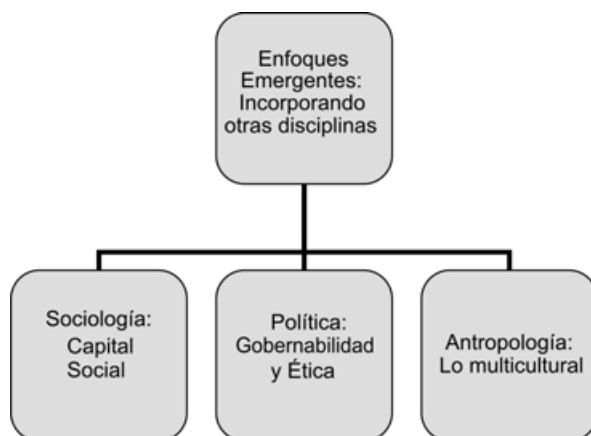 Enfoques
Emergentes:
Incorporando
otras disciplinas
Sociología:
Capital
Social
Política:
Gobernabilidad
y Ética
Antropología:
Lo multicultural